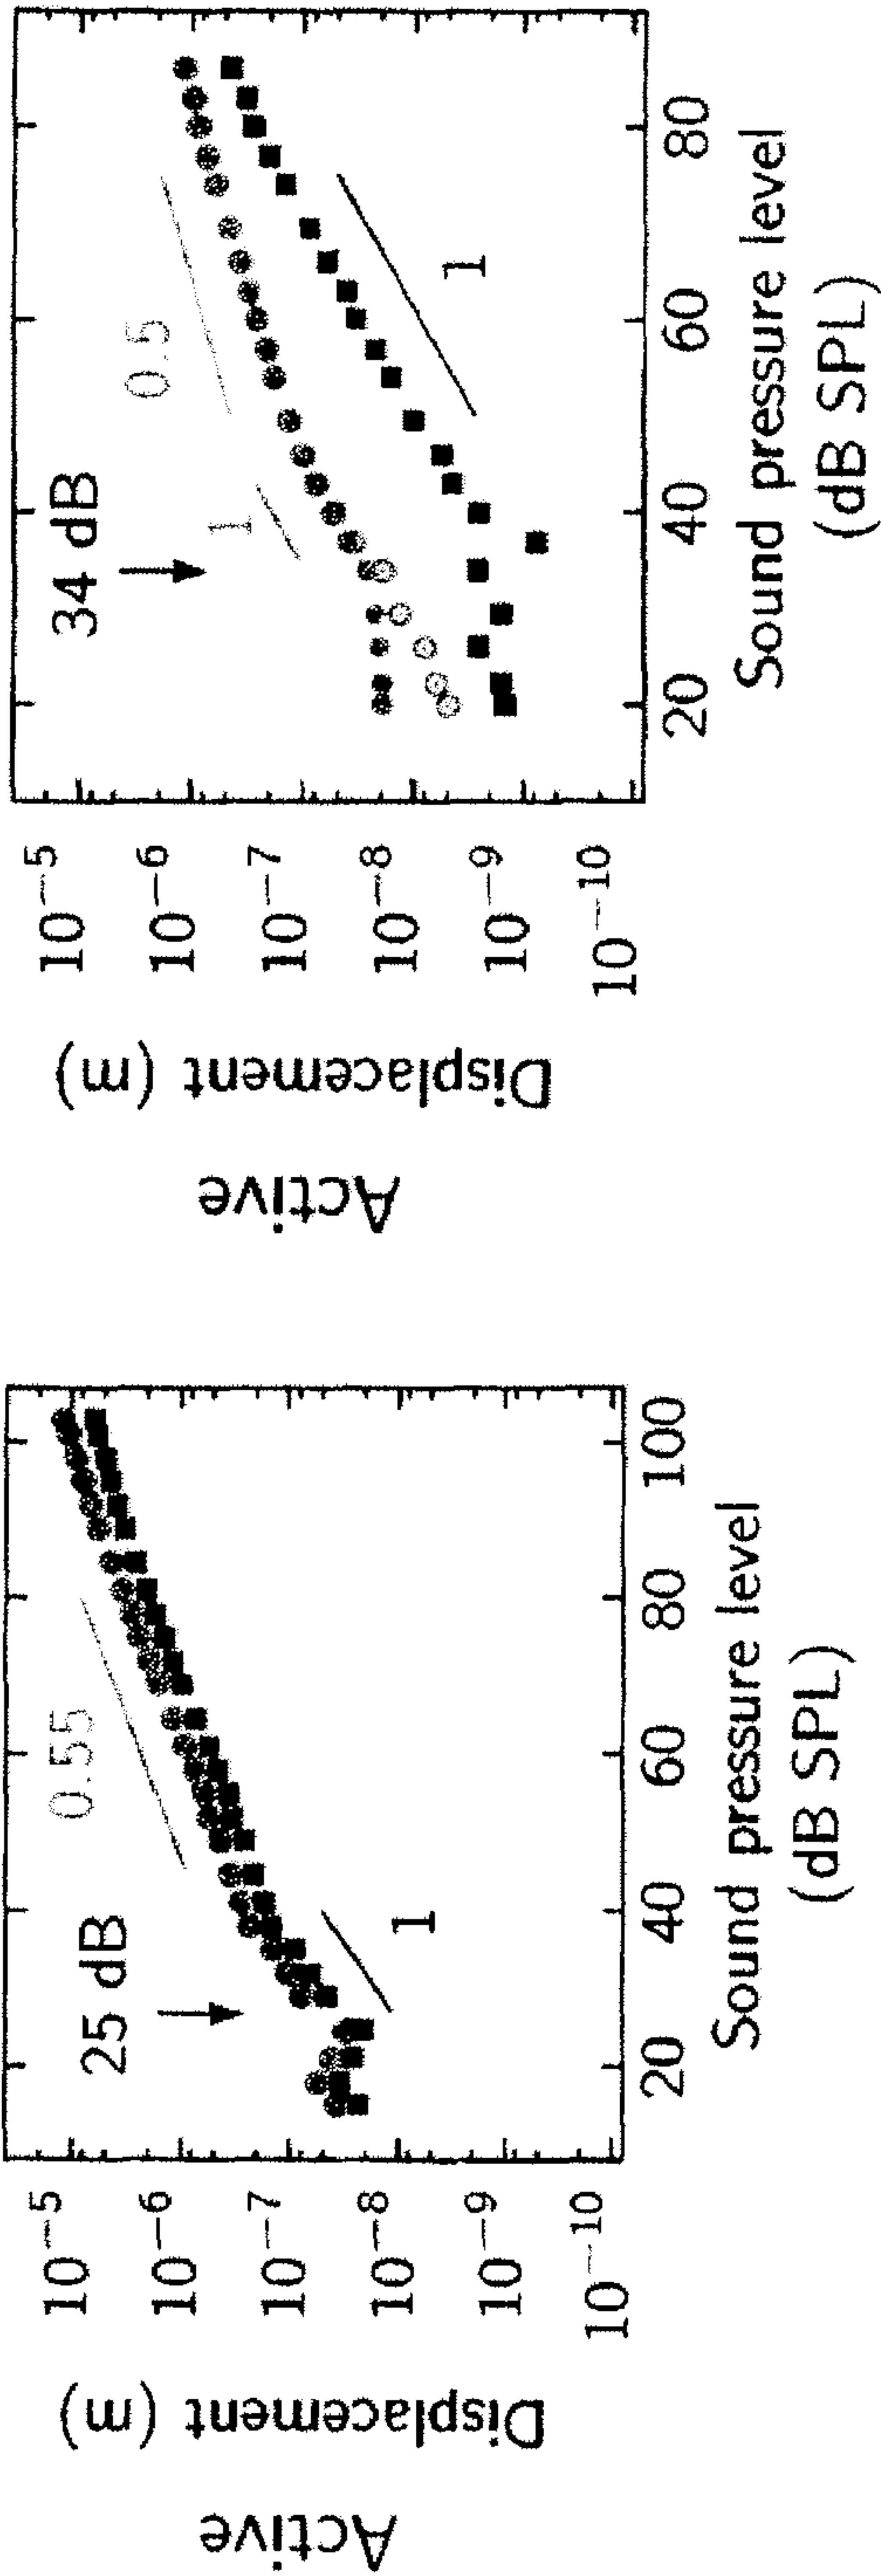 Active
Displacement (m)
10⁻⁵
10⁻⁶
10⁻⁷
10⁻⁸
10⁻⁹
10⁻¹⁰
25 dB
0.55
1
20 40 60 80 100
Sound pressure level
(dB SPL)
Active
Displacement (m)
10⁻⁵
10⁻⁶
10⁻⁷
10⁻⁸
10⁻⁹
10⁻¹⁰
34 dB
1
0.5
1
20 40 60 80
Sound pressure level
(dB SPL)